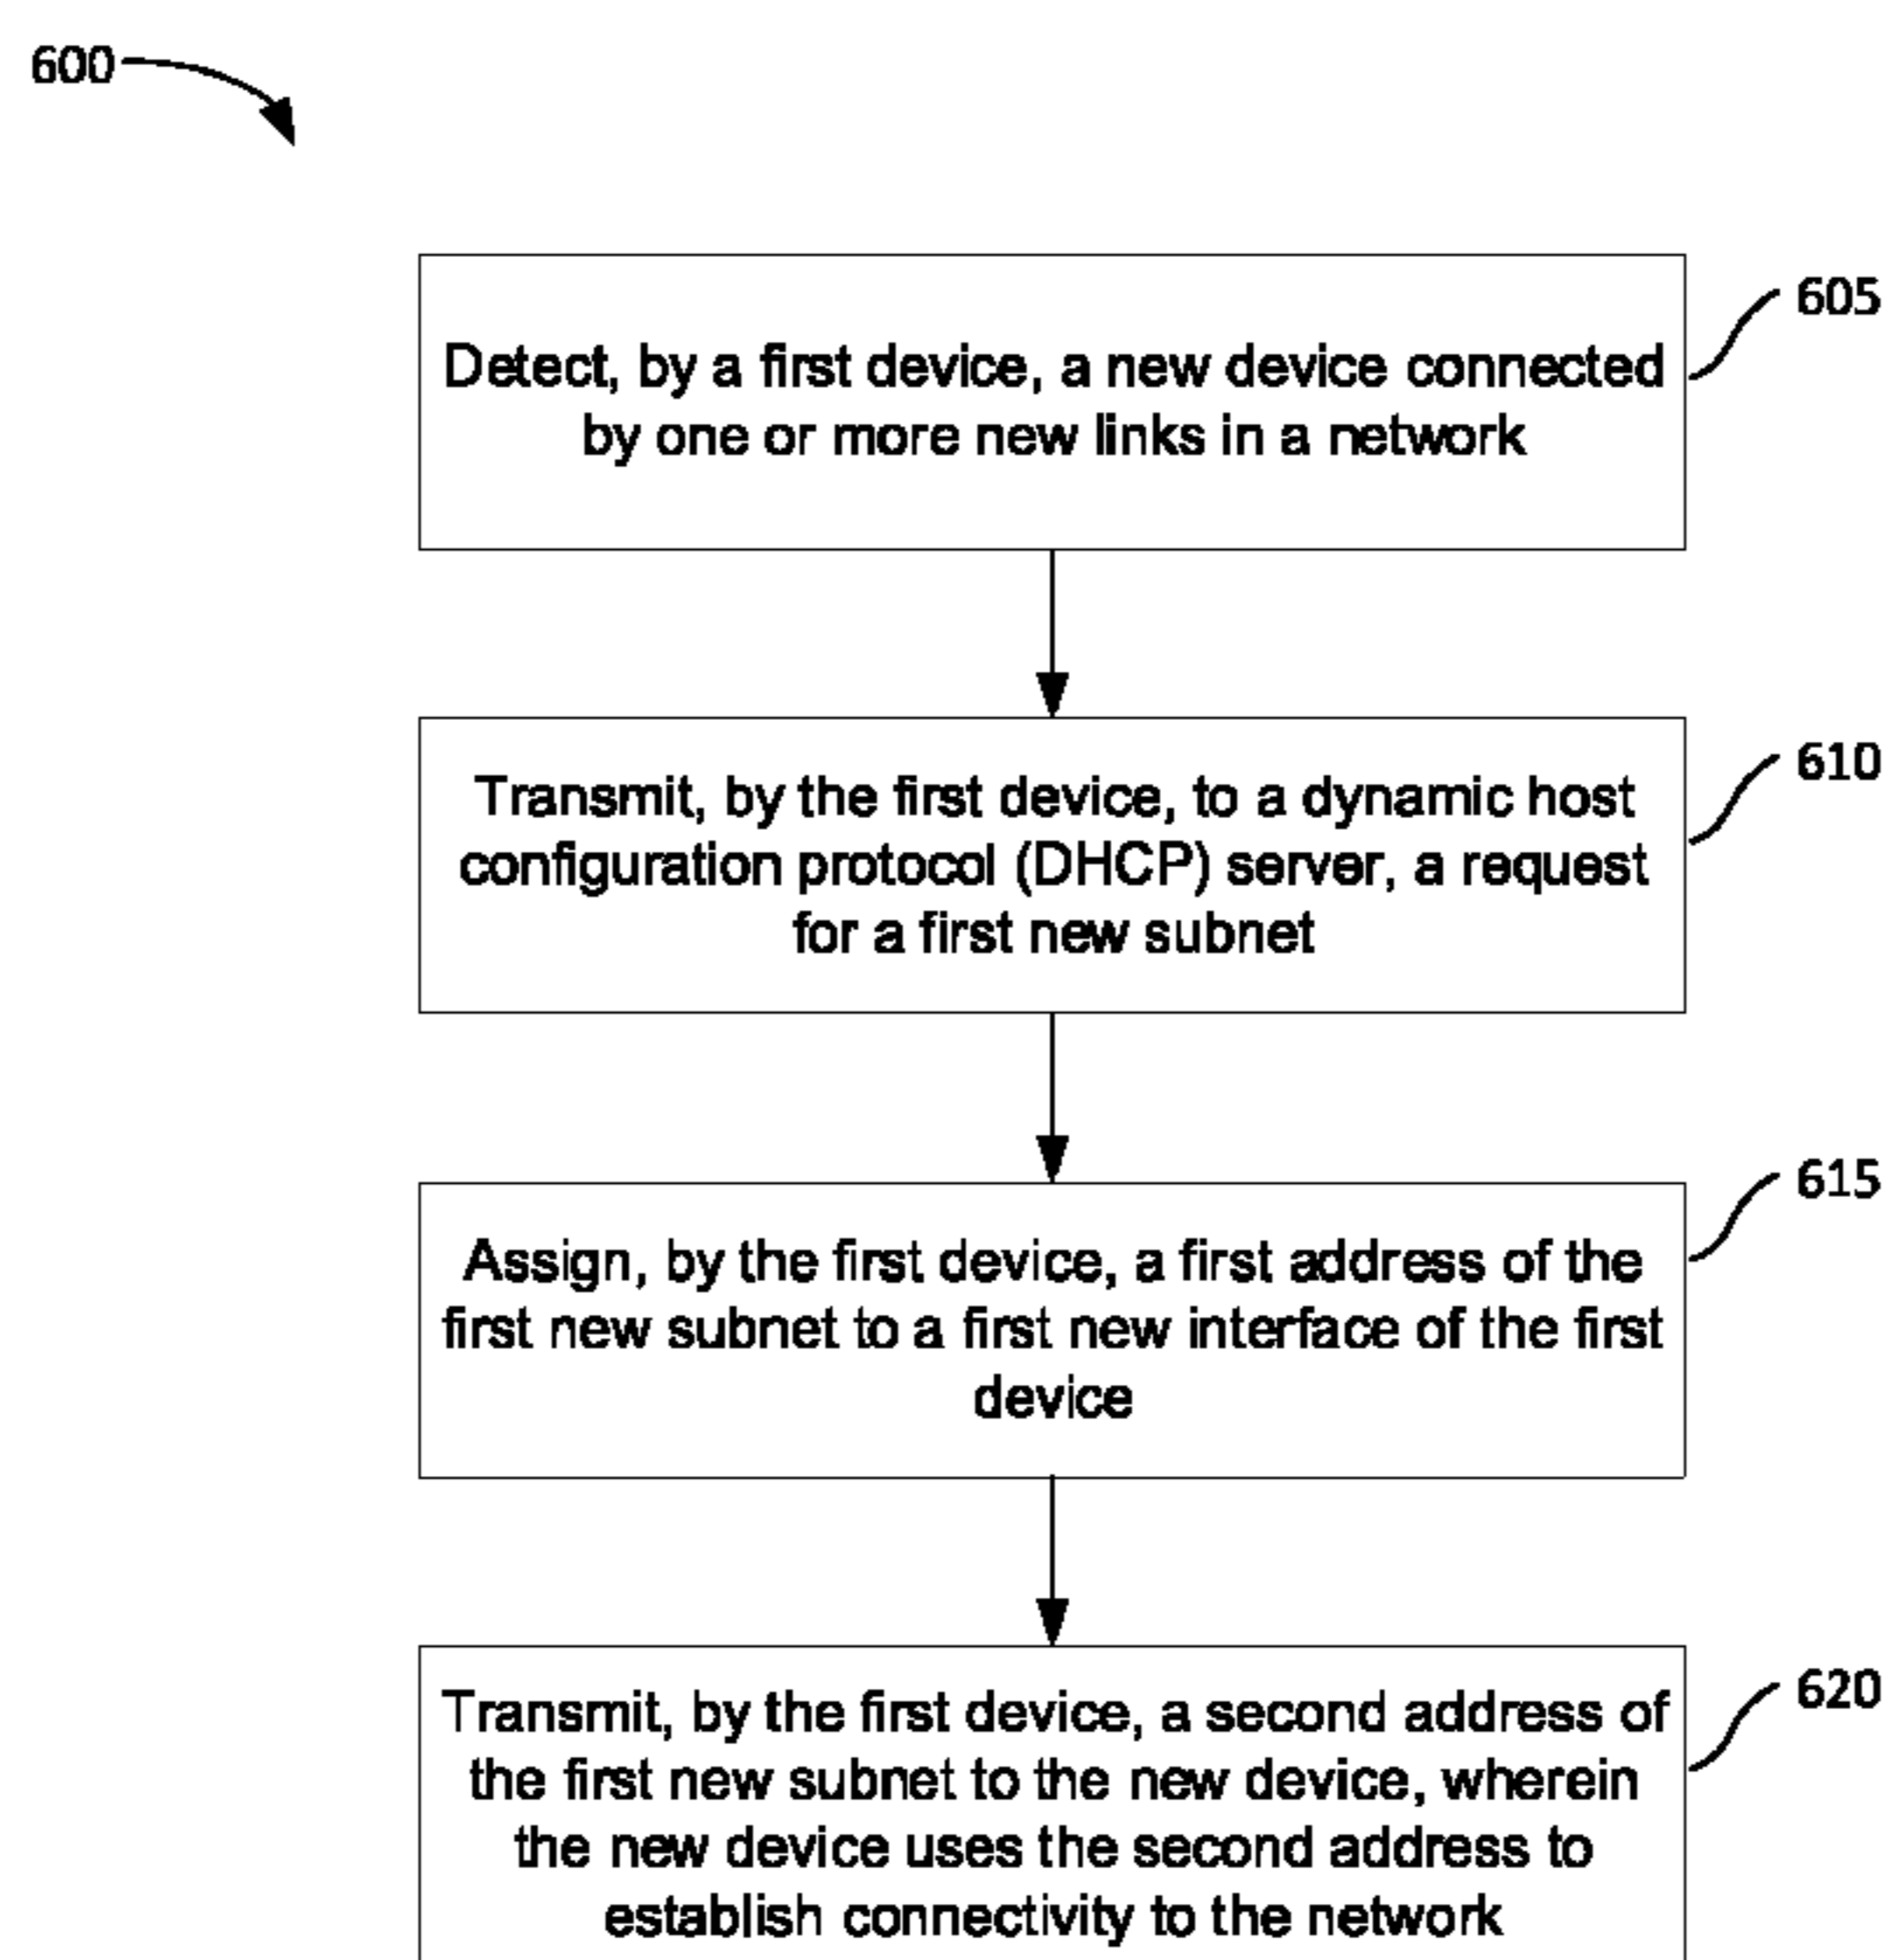 600
605
Detect, by a first device, a new device connected
by one or more new links in a network
610
Transmit, by the first device, to a dynamic host
configuration protocol (DHCP) server, a request
for a first new subnet
615
Assign, by the first device, a first address of the
first new subnet to a first new interface of the first
device
620
Transmit, by the first device, a second address of
the first new subnet to the new device, wherein
the new device uses the second address to
establish connectivity to the network